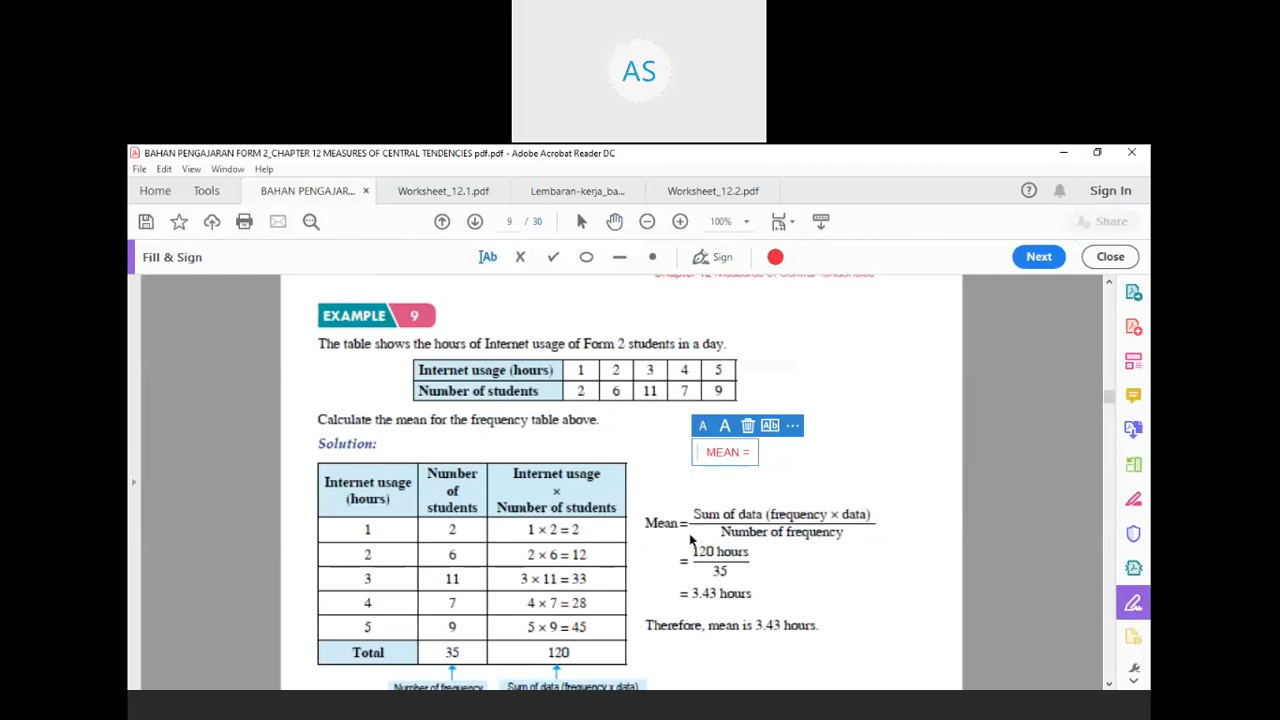 AS
BAHAN PENGAJARAN FORM 2_CHAPTER 12 MEASURES OF CENTRAL TENDENCIES pdf.pdf - Adobe Acrobat Reader DC
File Edit View Window Help
Home Tools BAHAN PENGAJAR... × Worksheet_12.1.pdf Lembaran-kerja_ba... Worksheet_12.2.pdf Sign In
9 / 30 100% Share
Fill & Sign IAb Sign Next Close
Chapter 12 Measures of Central Tendencies
EXAMPLE 9
The table shows the hours of Internet usage of Form 2 students in a day.
Internet usage (hours) 1 2 3 4 5
Number of students 2 6 11 7 9
Calculate the mean for the frequency table above.
A A Ab ...
Solution:
MEAN =
Internet usage (hours) Number of students Internet usage × Number of students
1 2 1 × 2 = 2
2 6 2 × 6 = 12
3 11 3 × 11 = 33
4 7 4 × 7 = 28
5 9 5 × 9 = 45
Total 35 120
Mean = Sum of data (frequency × data)
Number of frequency
= 120 hours
35
= 3.43 hours
Therefore, mean is 3.43 hours.
Number of frequency Sum of data (frequency x data)